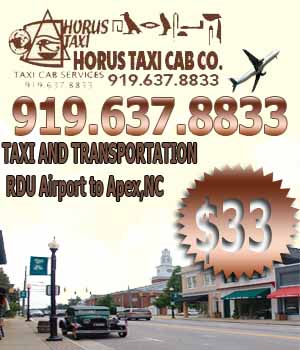 HORUS
TAXI
TAXI CAB SERVICES
919.637.8833
HORUS TAXI CAB CO.
919.637.8833
919.637.8833
TAXI AND TRANSPORTATION
RDU Airport to Apex,NC
$33